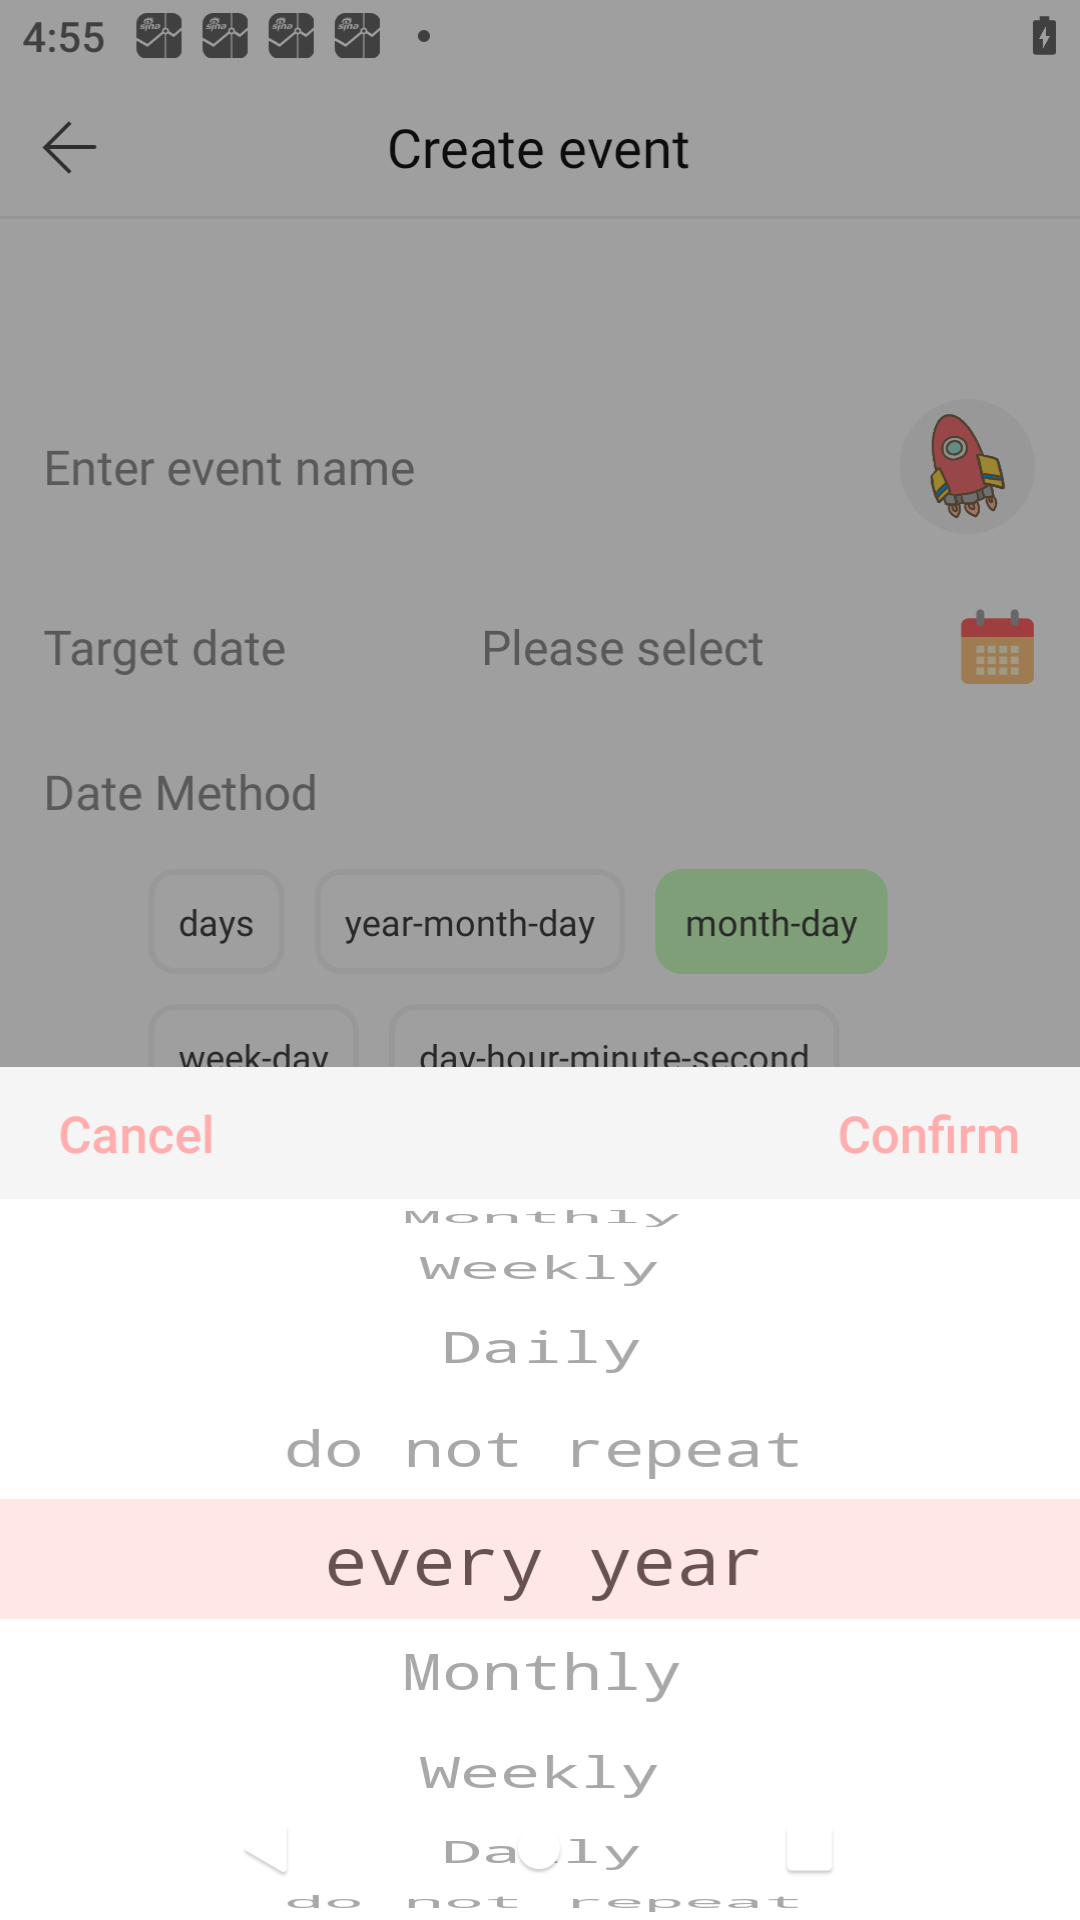 4:55
Create event
Enter event name
Target date Please select
Date Method
days year-month-day month-day
week-day day-hour-minute-second
Cancel Confirm
Monthly
Weekly
Daily
do not repeat
every year
Monthly
Weekly
Daily
do not repeat